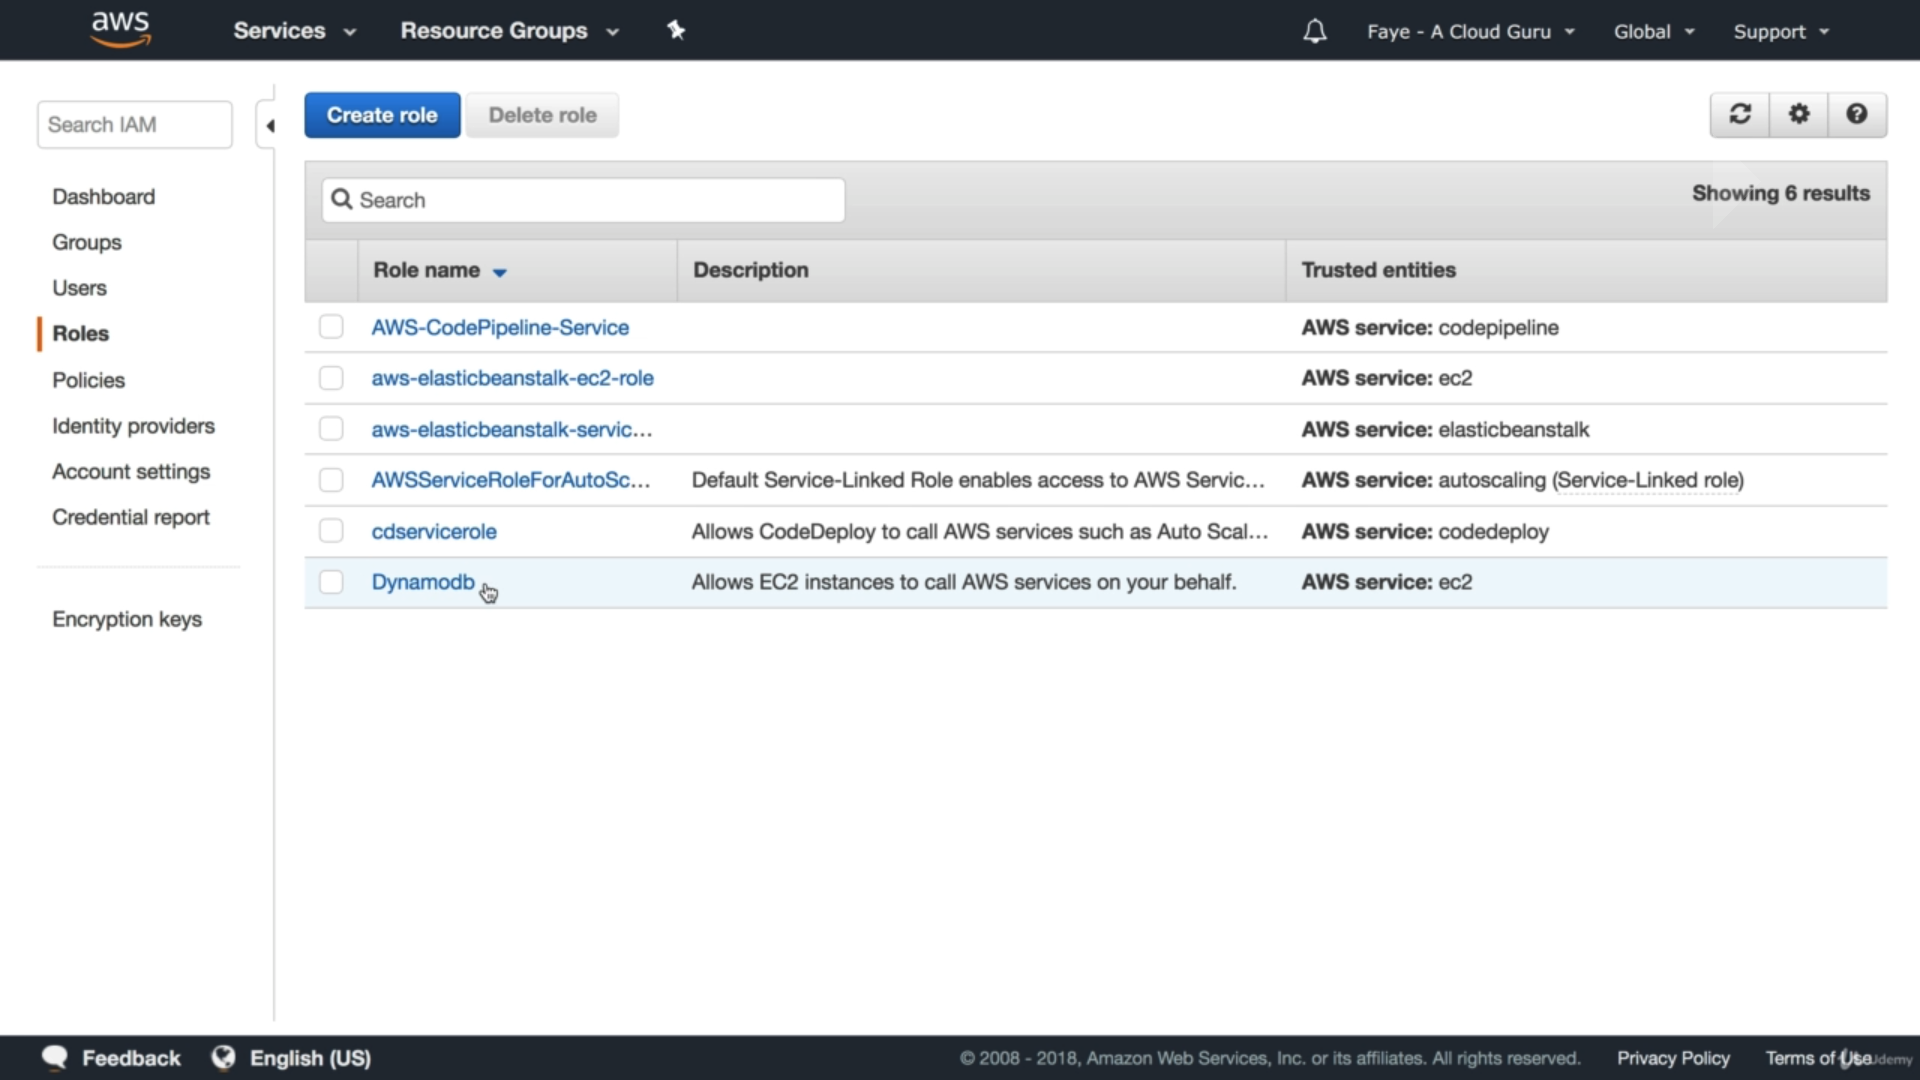 aws
Services
Resource Groups
Faye - A Cloud Guru
Global
Support
Search IAM
Dashboard
Groups
Users
Roles
Policies
Identity providers
Account settings
Credential report
Encryption keys
Create role
Delete role
Search
Showing 6 results
Role name
Description
Trusted entities
AWS-CodePipeline-Service
AWS service: codepipeline
aws-elasticbeanstalk-ec2-role
AWS service: ec2
aws-elasticbeanstalk-servic...
AWS service: elasticbeanstalk
AWSServiceRoleForAutoSc...
Default Service-Linked Role enables access to AWS Servic...
AWS service: autoscaling (Service-Linked role)
cdservicerole
Allows CodeDeploy to call AWS services such as Auto Scal...
AWS service: codedeploy
Dynamodb
Allows EC2 instances to call AWS services on your behalf.
AWS service: ec2
Feedback
English (US)
© 2008 - 2018, Amazon Web Services, Inc. or its affiliates. All rights reserved.
Privacy Policy
Terms of Use